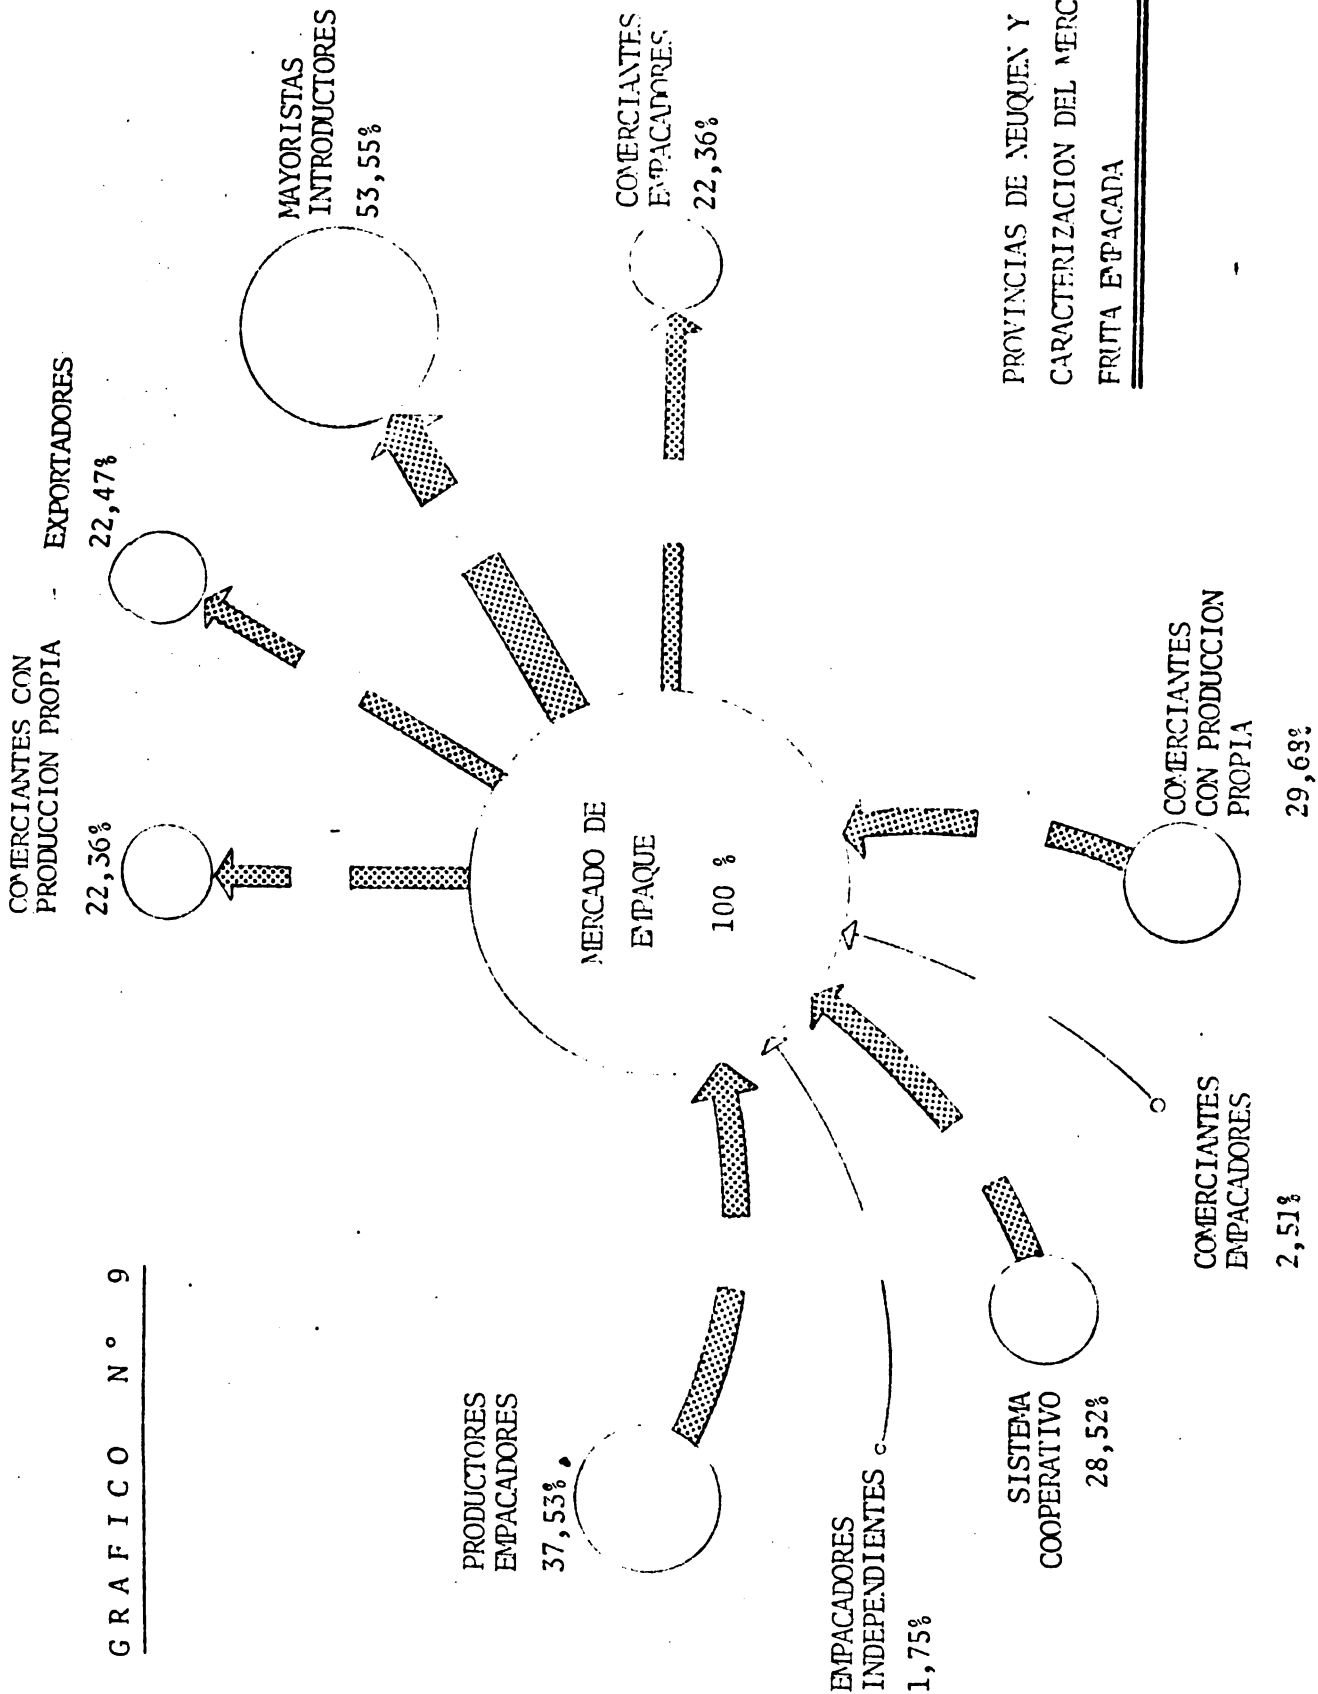 GRAFICO N° 9
COMERCIANTES CON
PRODUCCION PROPIA - EXPORTADORES
22,36%
22,47%
MAYORISTAS
INTRODUCTORES
53,55%
COMERCIANTES
EMPACADORES
22,36%
MERCADO DE
EMPAQUE
100 %
PRODUCTORES
EMPACADORES
37,53%
EMPACADORES
INDEPENDIENTES
1,75%
SISTEMA
COOPERATIVO
28,52%
COMERCIANTES
EMPACADORES
2,51%
COMERCIANTES
CON PRODUCCION
PROPIA
29,68%
PROVINCIAS DE NEUQUEN Y
CARACTERIZACION DEL MERC
FRUTA EMPACADA